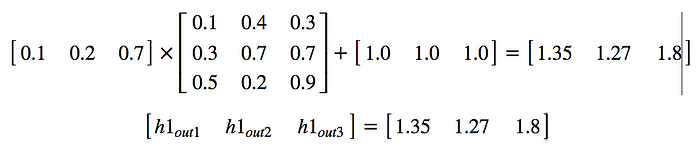 [0.1 0.2 0.7] × [0.1 0.4 0.3
0.3 0.7 0.7
0.5 0.2 0.9] + [1.0 1.0 1.0] = [1.35 1.27 1.8]
[h1out1 h1out2 h1out3] = [1.35 1.27 1.8]